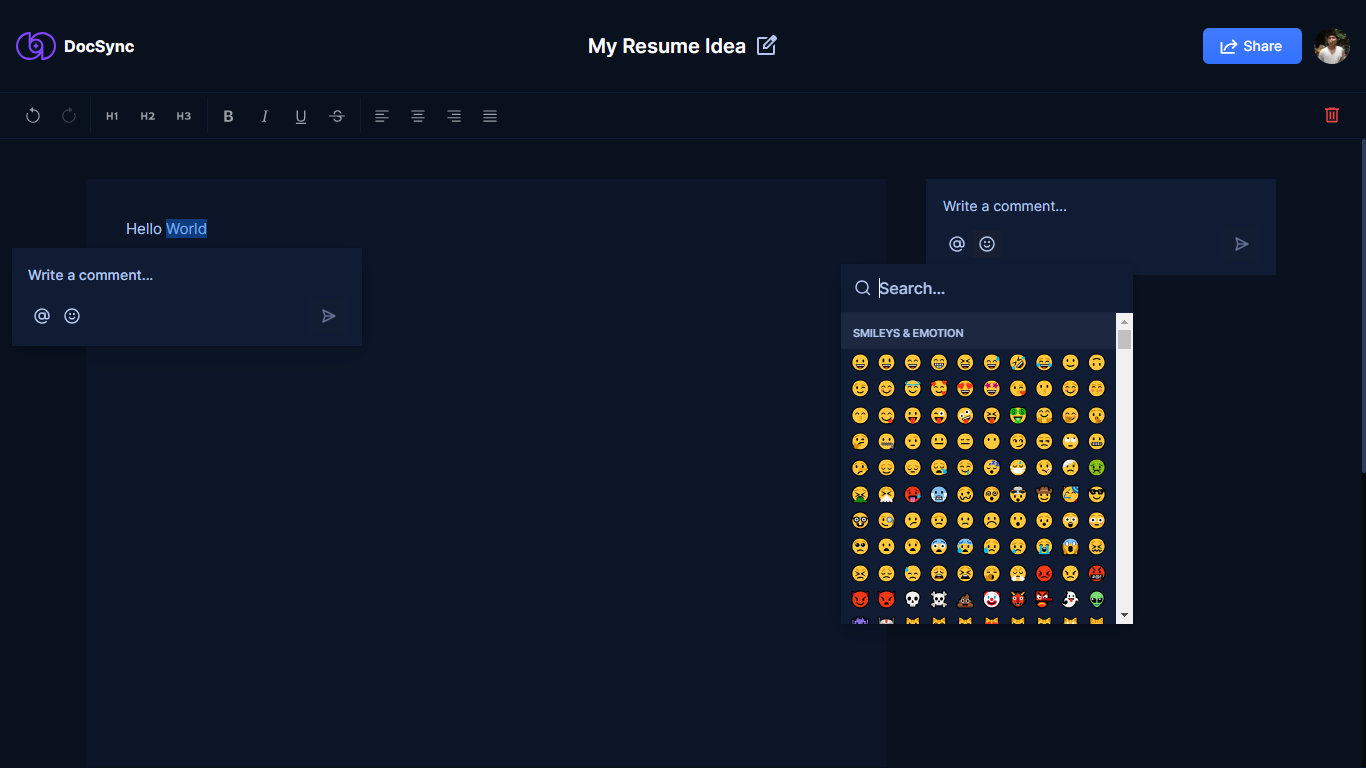 DocSync
My Resume Idea
Share
H1 H2 H3 B I U S
Hello World
Write a comment...
@
Write a comment...
@
Search...
SMILEYS & EMOTION